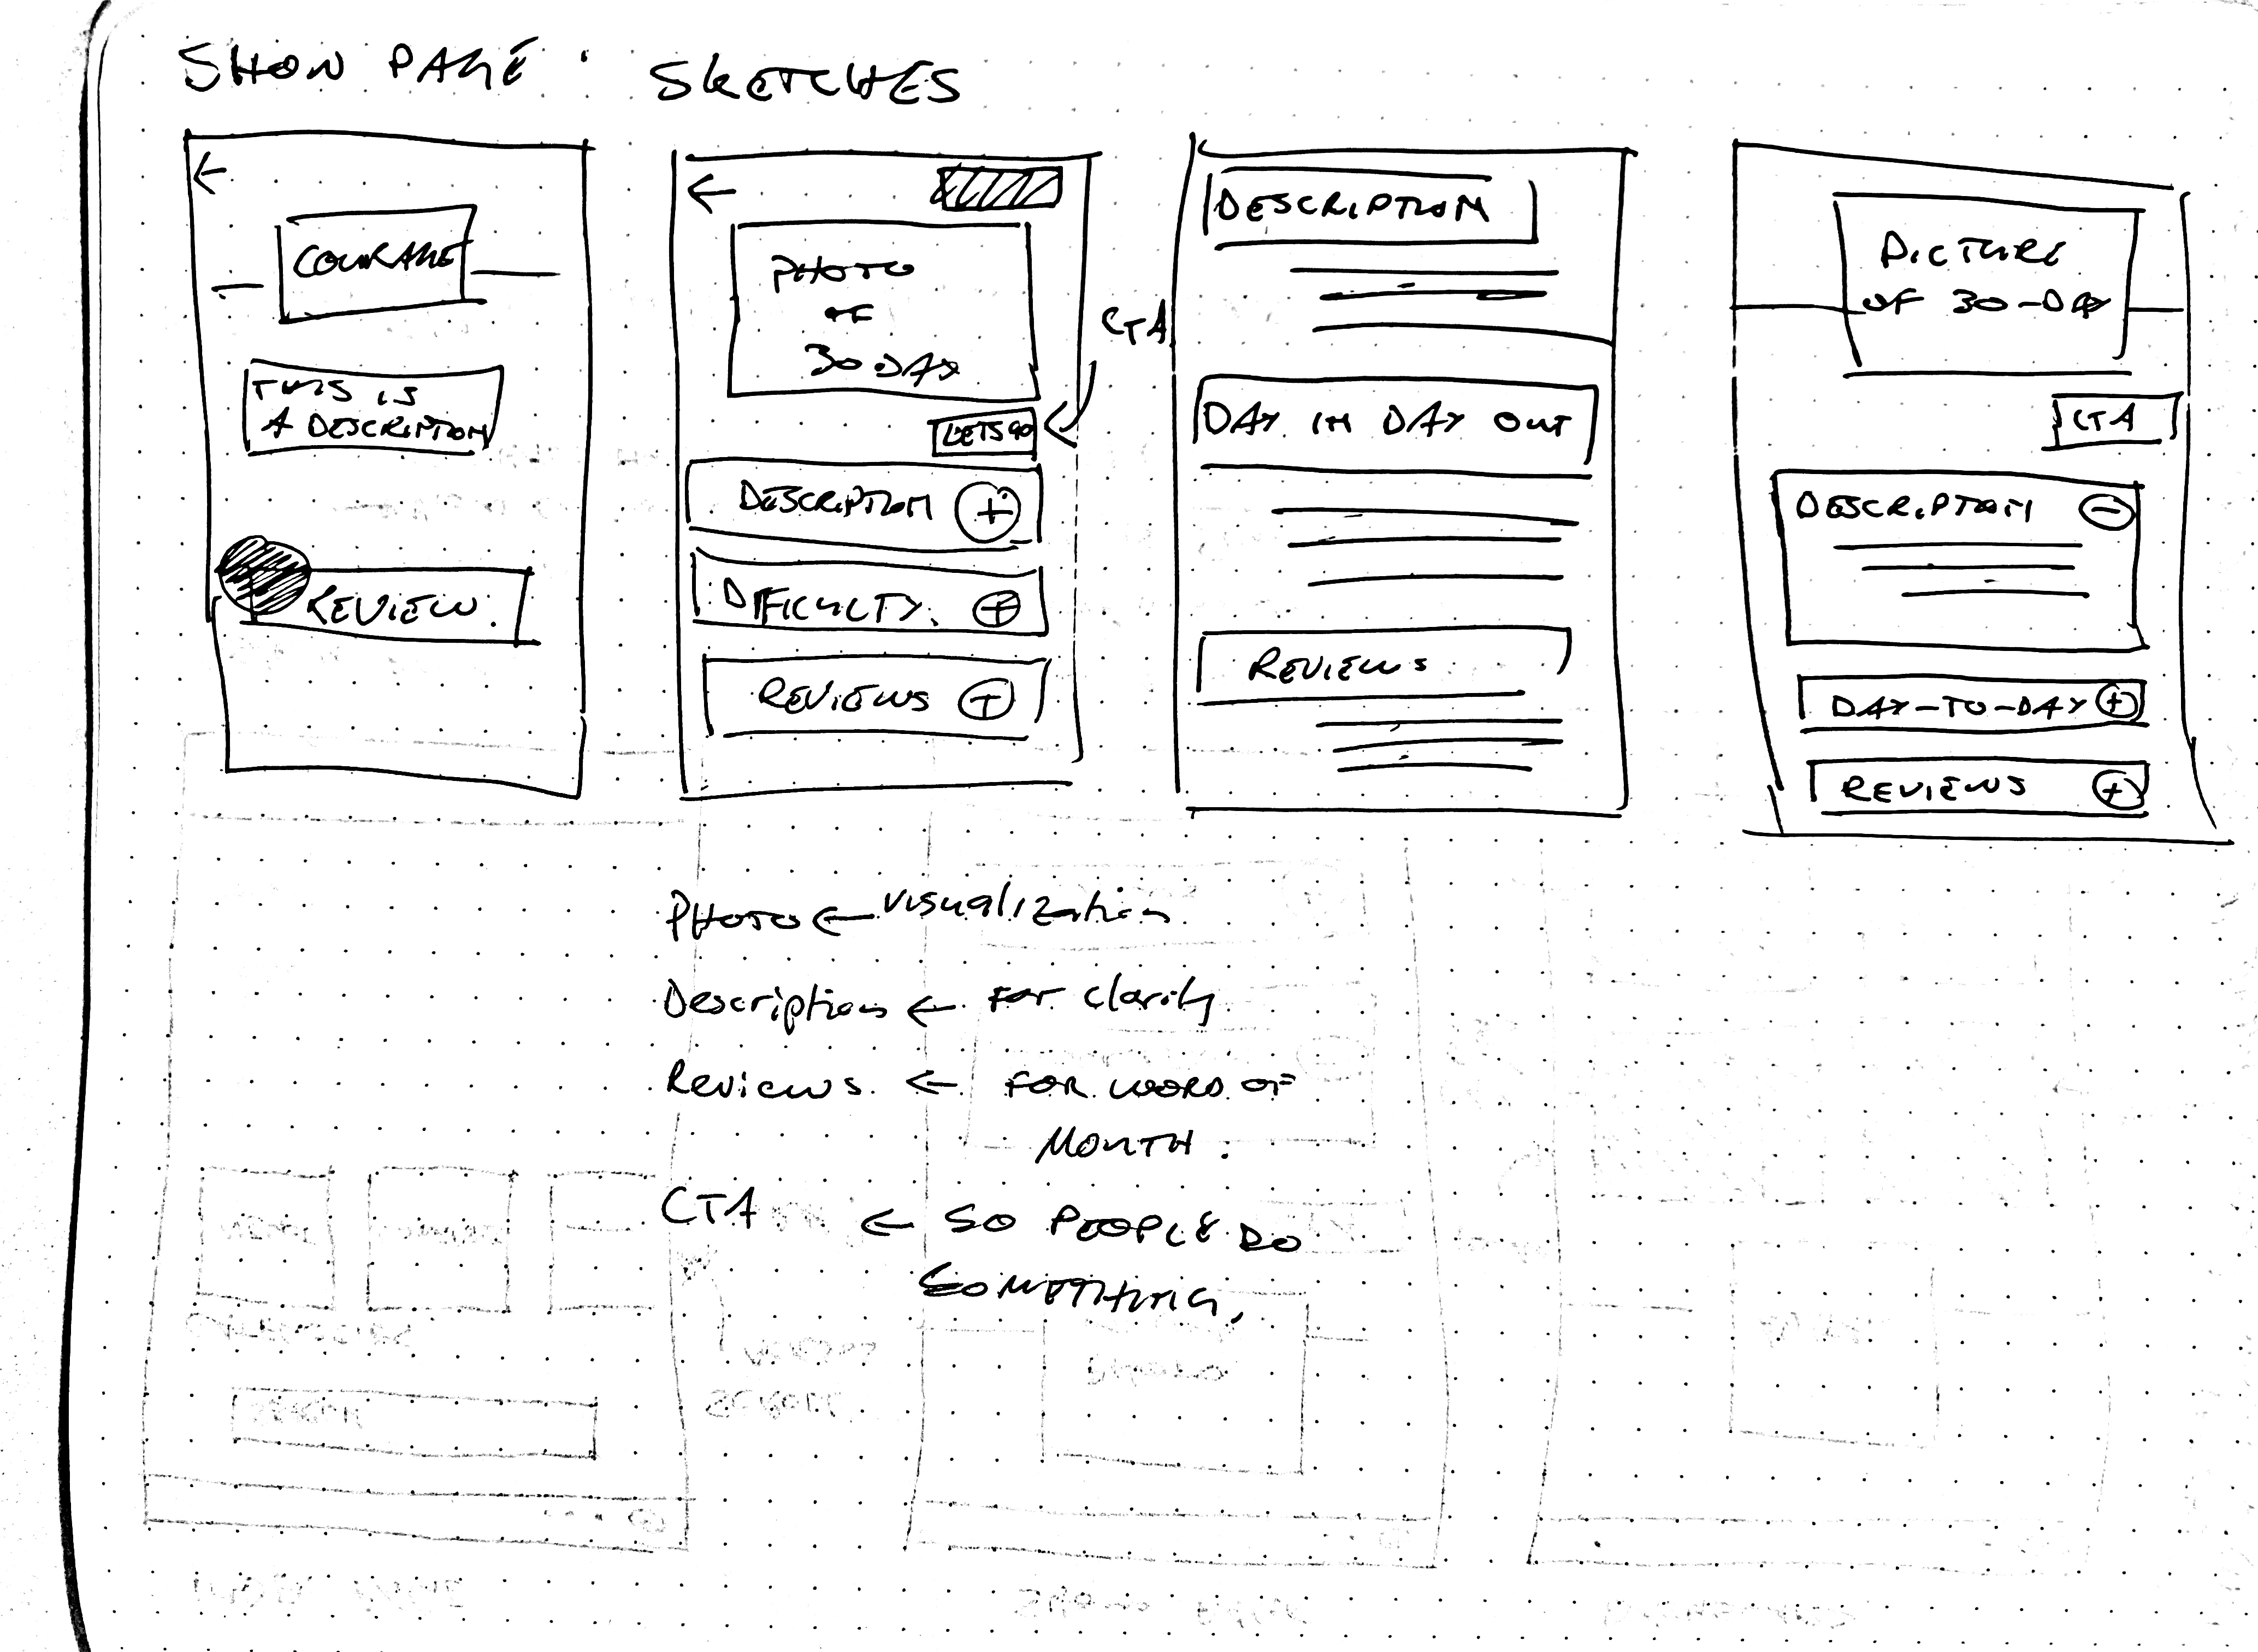 SHOW PAGE : SKETCHES
COURAGE
THIS IS
A DESCRIPTION
REVIEW.
PHOTO
OF
30-DAY
CTA
LETS GO
DESCRIPTION +
DIFFICULTY. +
REVIEWS +
DESCRIPTION
DAY IN DAY OUT
REVIEWS
PICTURE
OF 30-DAY
CTA
DESCRIPTION -
DAY-TO-DAY +
REVIEWS +
PHOTO ← visualization
Description ← For clarity
Reviews. ← FOR WORD OF
MOUTH.
CTA ← SO PEOPLE DO
SOMETHING.